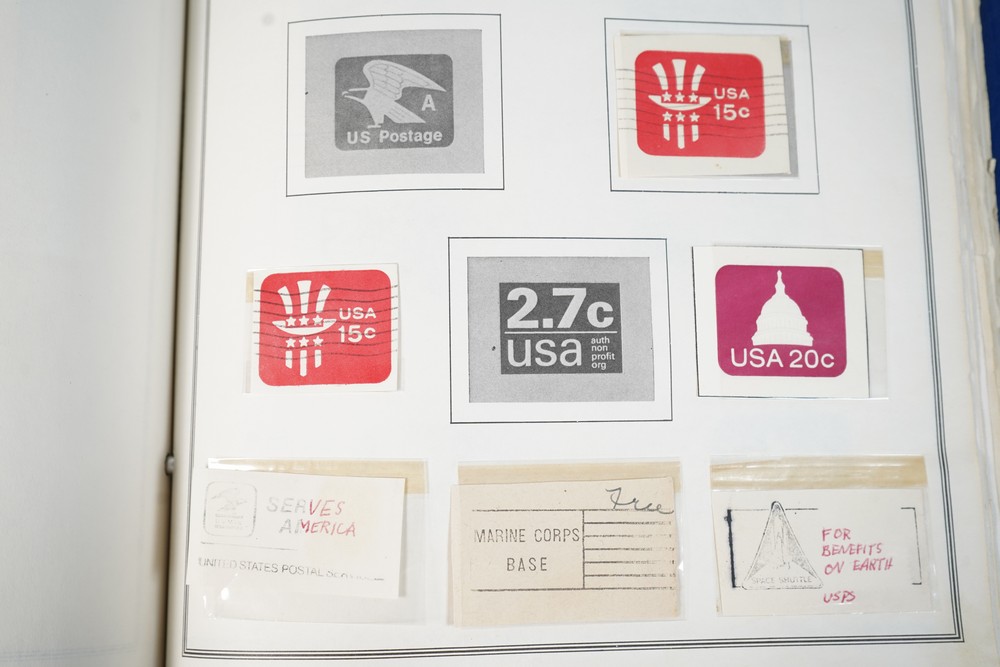 A
US Postage
USA
15c
USA
15c
2.7c
usa
auth
non
profit
org
USA 20c
SERVES
AMERICA
UNITED STATES POSTAL
Free
MARINE CORPS
BASE
SPACE SHUTTLE
FOR
BENEFITS
ON EARTH
USPS